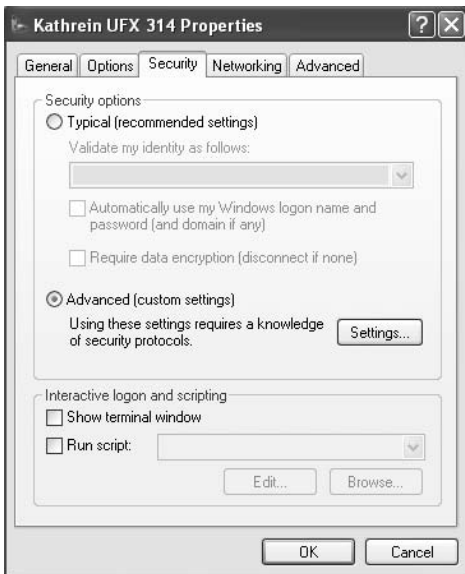 Kathrein UFX 314 Properties
General Options Security Networking Advanced
Security options
Typical (recommended settings)
Validate my identity as follows:
Automatically use my Windows logon name and
password (and domain if any)
Require data encryption (disconnect if none)
Advanced (custom settings)
Using these settings requires a knowledge
of security protocols.
Settings...
Interactive logon and scripting
Show terminal window
Run script:
Edit... Browse...
OK Cancel